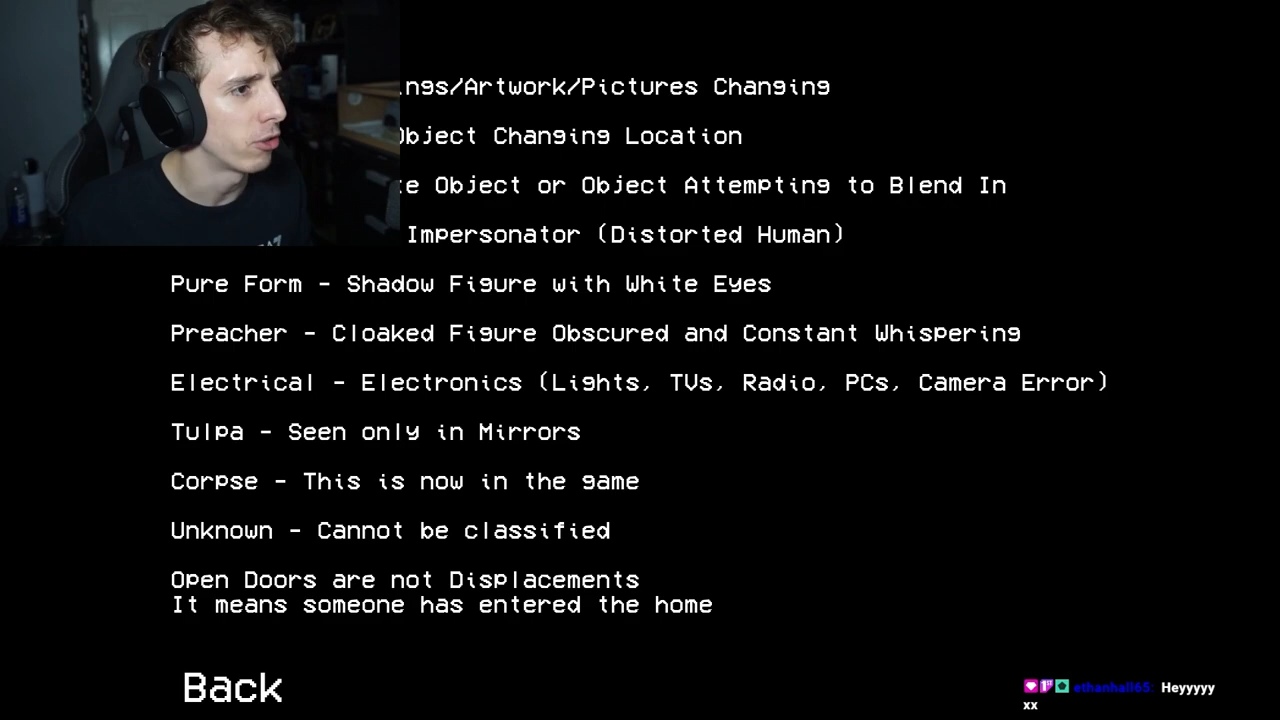 ngs/Artwork/Pictures Changing
Object Changing Location
Object or Object Attempting to Blend In
Impersonator (Distorted Human)
Pure Form - Shadow Figure with White Eyes
Preacher - Cloaked Figure Obscured and Constant Whispering
Electrical - Electronics (Lights, TVs, Radio, PCs, Camera Error)
Tulpa - Seen only in Mirrors
Corpse - This is now in the game
Unknown - Cannot be classified
Open Doors are not Displacements
It means someone has entered the home
Back
ethanhall65: Heyyyyy
xx